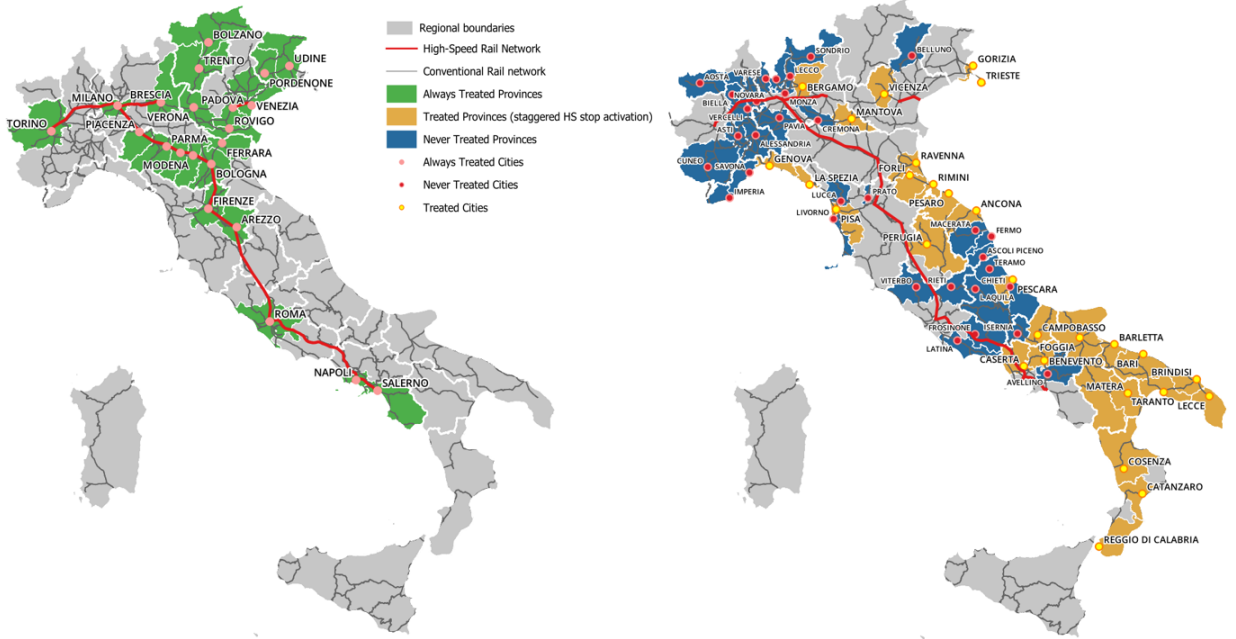 BOLZANO
TRENTO
UDINE
PORDENONE
MILANO
BRESCIA
PADOVA
VENEZIA
TORINO
VERONA
ROVIGO
PIACENZA
PARMA
FERRARA
MODENA
BOLOGNA
FIRENZE
AREZZO
ROMA
NAPOLI
SALERNO
Regional boundaries
High-Speed Rail Network
Conventional Rail network
Always Treated Provinces
Treated Provinces (staggered HS stop activation)
Never Treated Provinces
Always Treated Cities
Never Treated Cities
Treated Cities
SONDRIO
BELLUNO
GORIZIA
TRIESTE
AOSTA
VARESE
LECCO
BERGAMO
VICENZA
BIELLA
NOVARA
MONZA
MANTOVA
VERCELLI
PAVIA
CREMONA
ASTI
ALESSANDRIA
CUNEO
SAVONA
GENOVA
LA SPEZIA
FORLI
RAVENNA
RIMINI
IMPERIA
LUCCA
PRATO
PESARO
ANCONA
LIVORNO
PISA
MACERATA
FERMO
PERUGIA
ASCOLI PICENO
TERAMO
VITERBO
RIETI
CHIETI
PESCARA
L AQUILA
FROSINONE
ISERNIA
CAMPOBASSO
LATINA
FOGGIA
BARLETTA
CASERTA
BENEVENTO
BARI
BRINDISI
AVELLINO
MATERA
TARANTO
LECCE
COSENZA
CATANZARO
REGGIO DI CALABRIA